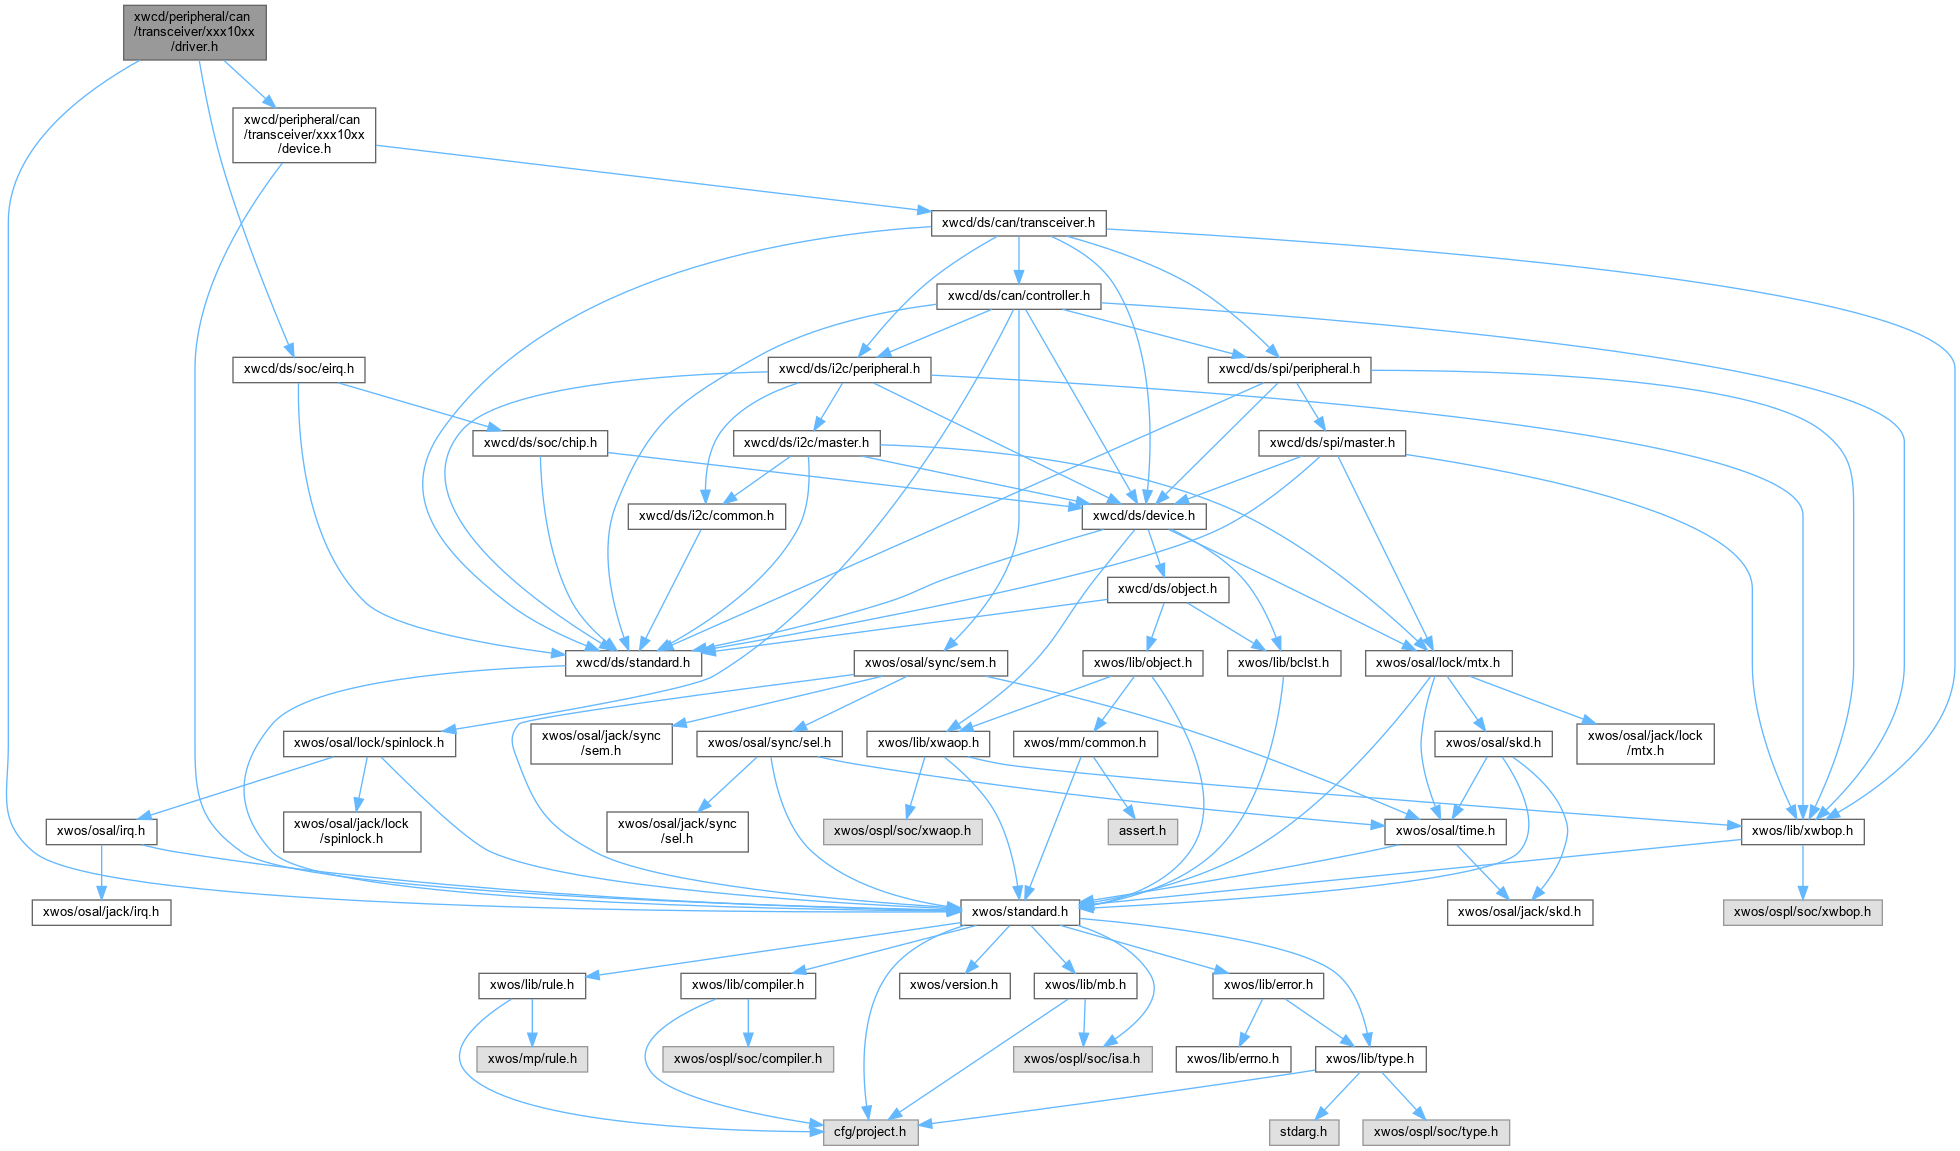 xwcd/peripheral/can
/transceiver/xxx10xx
/driver.h
xwcd/peripheral/can
/transceiver/xxx10xx
/device.h
xwcd/ds/can/transceiver.h
xwcd/ds/can/controller.h
xwcd/ds/soc/eirq.h
xwcd/ds/i2c/peripheral.h
xwcd/ds/spi/peripheral.h
xwcd/ds/soc/chip.h
xwcd/ds/i2c/master.h
xwcd/ds/spi/master.h
xwcd/ds/i2c/common.h
xwcd/ds/device.h
xwcd/ds/object.h
xwcd/ds/standard.h
xwos/osal/sync/sem.h
xwos/lib/object.h
xwos/lib/bclst.h
xwos/osal/lock/mtx.h
xwos/osal/lock/spinlock.h
xwos/osal/jack/sync
/sem.h
xwos/osal/sync/sel.h
xwos/lib/xwaop.h
xwos/mm/common.h
xwos/osal/skd.h
xwos/osal/jack/lock
/mtx.h
xwos/osal/irq.h
xwos/osal/jack/lock
/spinlock.h
xwos/osal/jack/sync
/sel.h
xwos/ospl/soc/xwaop.h
assert.h
xwos/osal/time.h
xwos/lib/xwbop.h
xwos/osal/jack/irq.h
xwos/standard.h
xwos/osal/jack/skd.h
xwos/ospl/soc/xwbop.h
xwos/lib/rule.h
xwos/lib/compiler.h
xwos/version.h
xwos/lib/mb.h
xwos/lib/error.h
xwos/mp/rule.h
xwos/ospl/soc/compiler.h
xwos/ospl/soc/isa.h
xwos/lib/errno.h
xwos/lib/type.h
cfg/project.h
stdarg.h
xwos/ospl/soc/type.h